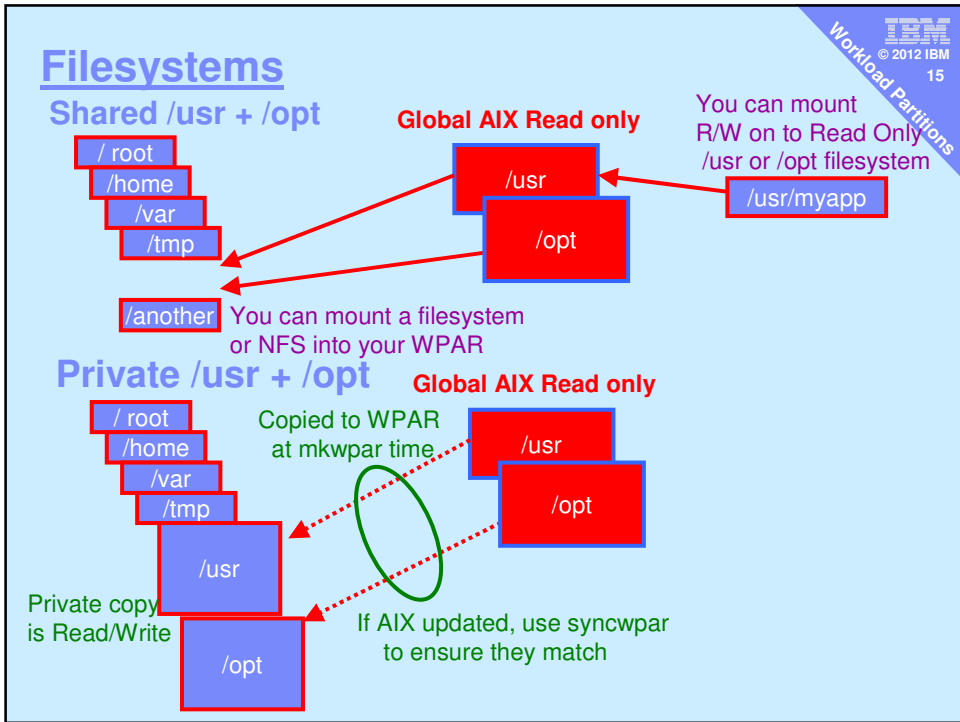 IBM
© 2012 IBM
15
Workload Partitions
Filesystems
Shared /usr + /opt
/ root
/home
/var
/tmp
/another
Global AIX Read only
/usr
/opt
You can mount
R/W on to Read Only
/usr or /opt filesystem
/usr/myapp
You can mount a filesystem
or NFS into your WPAR
Private /usr + /opt
/ root
/home
/var
/tmp
/usr
/opt
Private copy
is Read/Write
Copied to WPAR
at mkwpar time
Global AIX Read only
/usr
/opt
If AIX updated, use syncwpar
to ensure they match